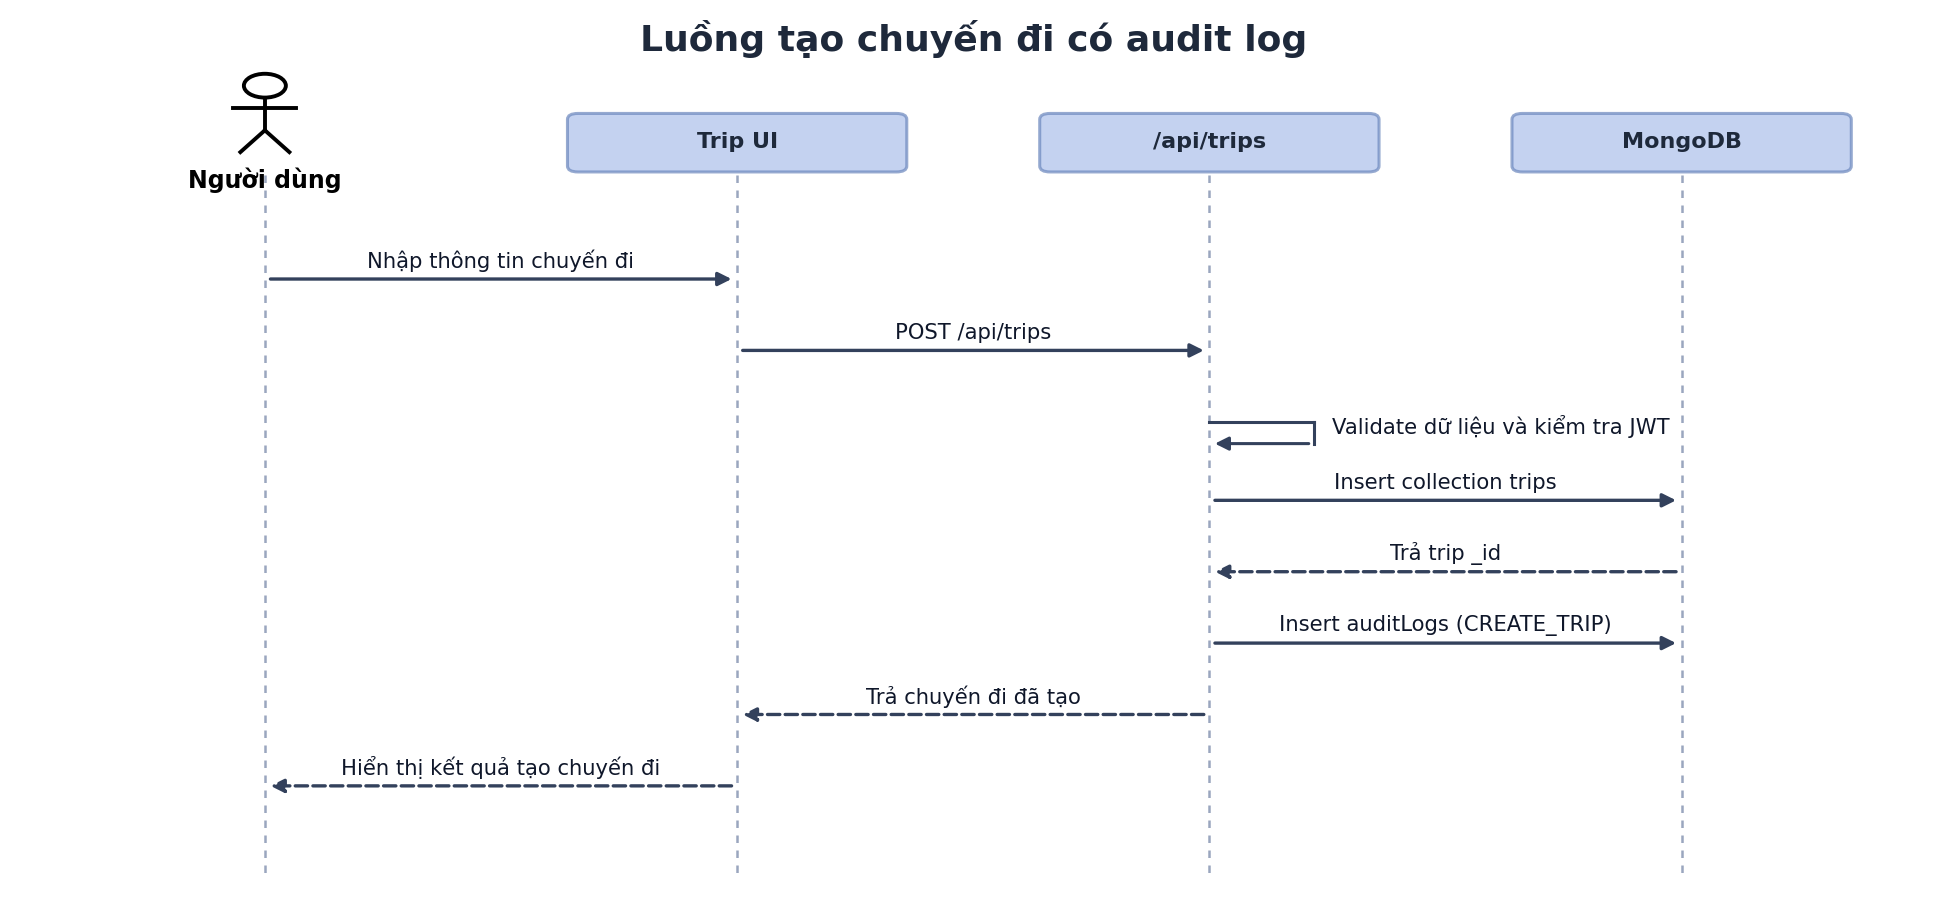 Luồng tạo chuyến đi có audit log
Người dùng
Trip UI
/api/trips
MongoDB
Nhập thông tin chuyến đi
POST /api/trips
Validate dữ liệu và kiểm tra JWT
Insert collection trips
Trả trip _id
Insert auditLogs (CREATE_TRIP)
Trả chuyến đi đã tạo
Hiển thị kết quả tạo chuyến đi